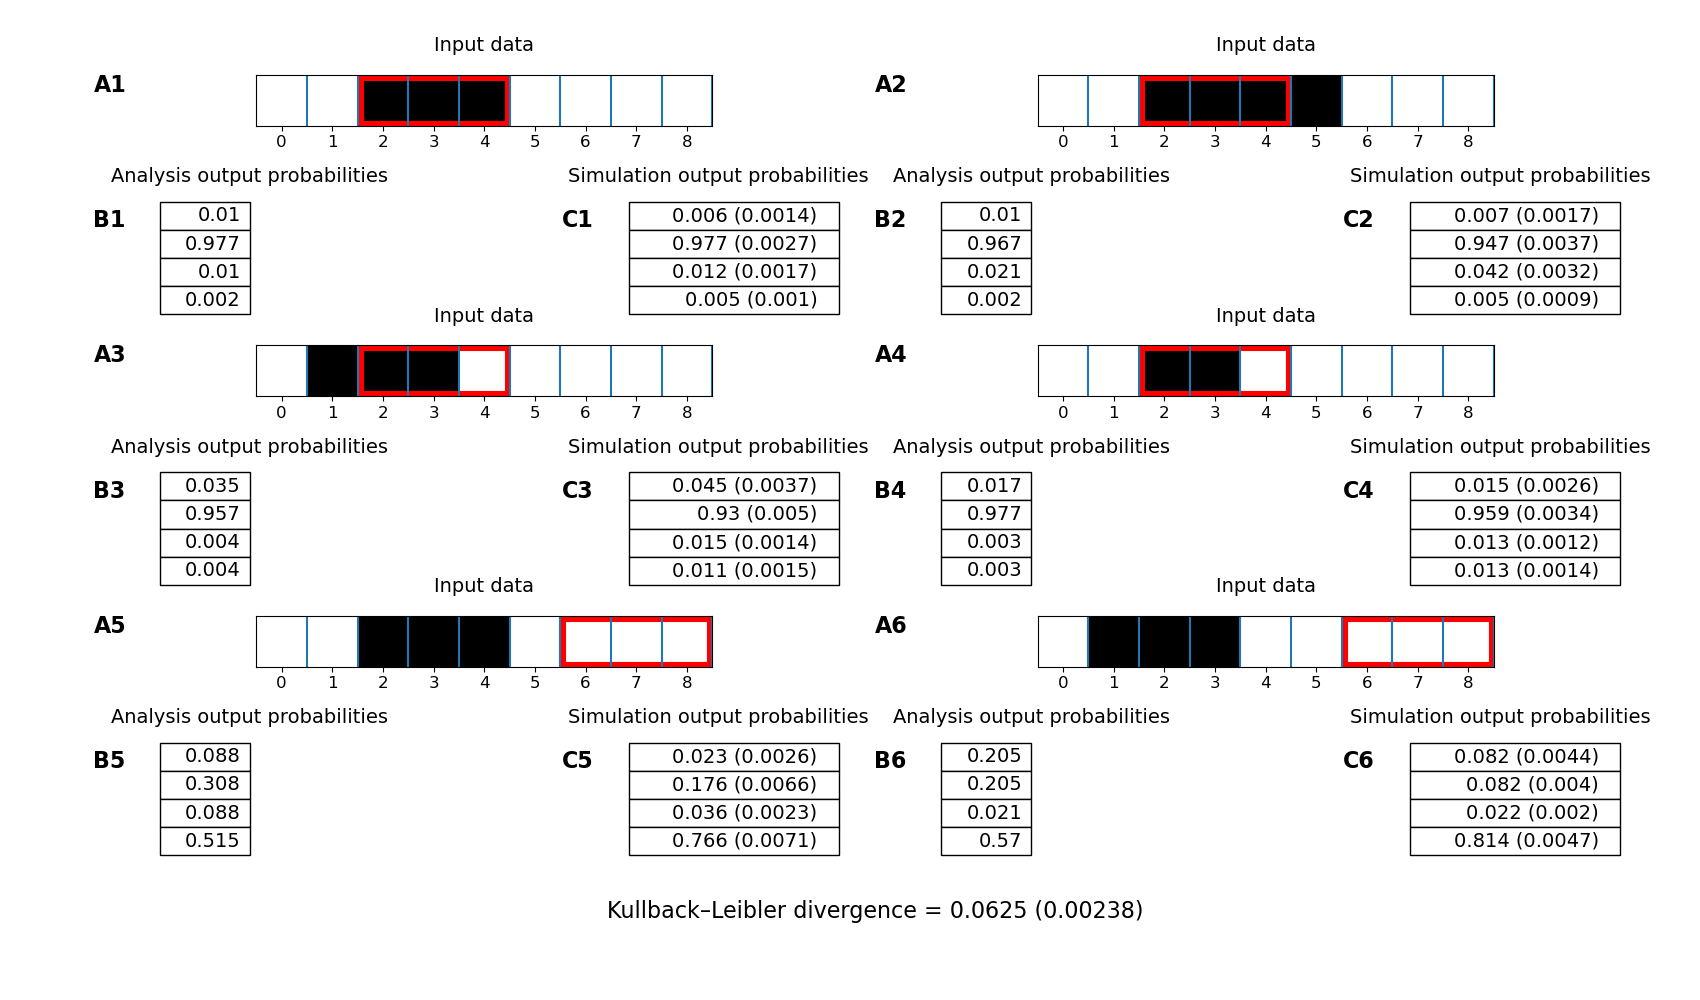 Input data Input data
A1 A2
0 1 2 3 4 5 6 7 8 0 1 2 3 4 5 6 7 8
Analysis output probabilities Simulation output probabilities Analysis output probabilities Simulation output probabilities
B1 0.01 C1 0.006 (0.0014) B2 0.01 C2 0.007 (0.0017)
0.977 0.977 (0.0027) 0.967 0.947 (0.0037)
0.01 0.012 (0.0017) 0.021 0.042 (0.0032)
0.002 0.005 (0.001) 0.002 0.005 (0.0009)
Input data Input data
A3 A4
0 1 2 3 4 5 6 7 8 0 1 2 3 4 5 6 7 8
Analysis output probabilities Simulation output probabilities Analysis output probabilities Simulation output probabilities
B3 0.035 C3 0.045 (0.0037) B4 0.017 C4 0.015 (0.0026)
0.957 0.93 (0.005) 0.977 0.959 (0.0034)
0.004 0.015 (0.0014) 0.003 0.013 (0.0012)
0.004 0.011 (0.0015) 0.003 0.013 (0.0014)
Input data Input data
A5 A6
0 1 2 3 4 5 6 7 8 0 1 2 3 4 5 6 7 8
Analysis output probabilities Simulation output probabilities Analysis output probabilities Simulation output probabilities
B5 0.088 C5 0.023 (0.0026) B6 0.205 C6 0.082 (0.0044)
0.308 0.176 (0.0066) 0.205 0.082 (0.004)
0.088 0.036 (0.0023) 0.021 0.022 (0.002)
0.515 0.766 (0.0071) 0.57 0.814 (0.0047)
Kullback–Leibler divergence = 0.0625 (0.00238)